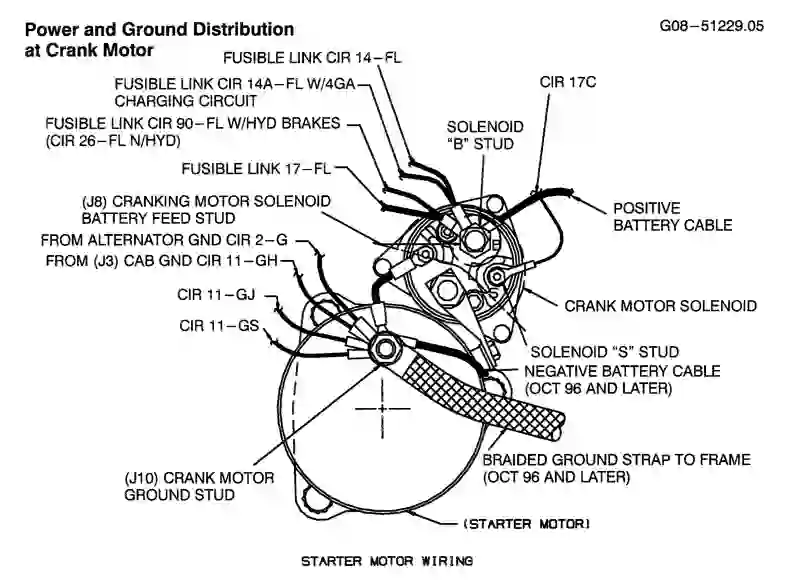 Power and Ground Distribution
at Crank Motor
G08-51229.05
FUSIBLE LINK CIR 14-FL
FUSIBLE LINK CIR 14A-FL W/4GA
CHARGING CIRCUIT
CIR 17C
FUSIBLE LINK CIR 90-FL W/HYD BRAKES
(CIR 26-FL N/HYD)
SOLENOID
"B" STUD
FUSIBLE LINK 17-FL
(J8) CRANKING MOTOR SOLENOID
BATTERY FEED STUD
POSITIVE
BATTERY CABLE
FROM ALTERNATOR GND CIR 2-G
FROM (J3) CAB GND CIR 11-GH
B
S
CIR 11-GJ
CRANK MOTOR SOLENOID
CIR 11-GS
SOLENOID "S" STUD
NEGATIVE BATTERY CABLE
(OCT 96 AND LATER)
BRAIDED GROUND STRAP TO FRAME
(OCT 96 AND LATER)
(J10) CRANK MOTOR
GROUND STUD
(STARTER MOTOR)
STARTER MOTOR WIRING